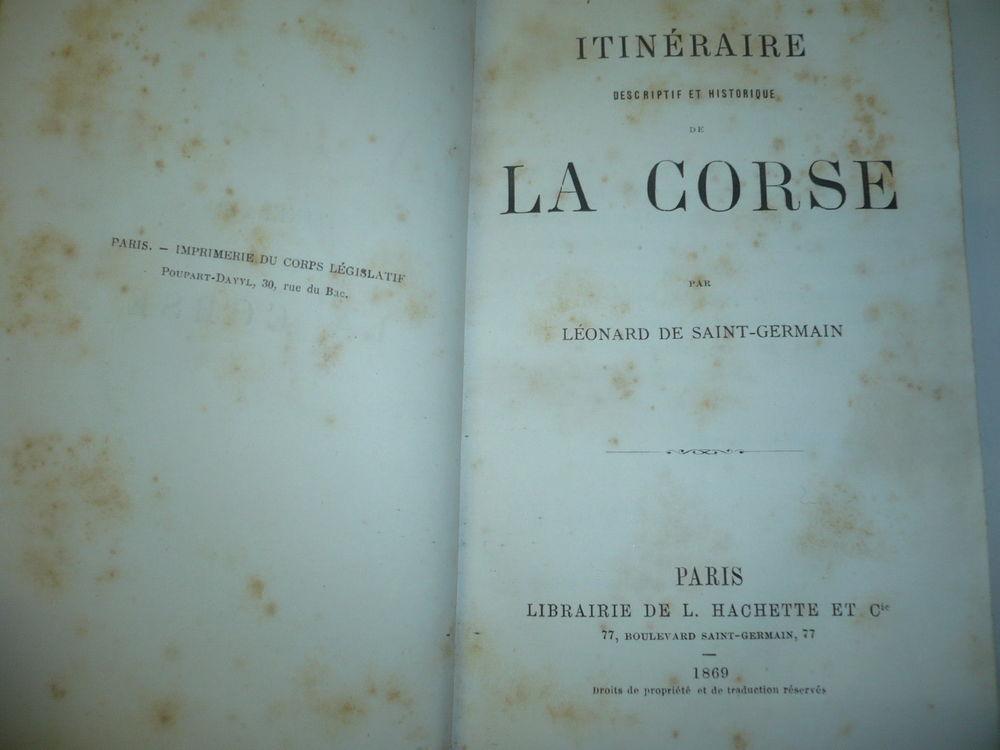 PARIS. — IMPRIMERIE DU CORPS LÉGISLATIF
POUPART-DAVYL, 30, rue du Bac.
ITINÉRAIRE
DESCRIPTIF ET HISTORIQUE
DE
LA CORSE
PAR
LÉONARD DE SAINT-GERMAIN
PARIS
LIBRAIRIE DE L. HACHETTE ET Cie
77, BOULEVARD SAINT-GERMAIN, 77
1869
Droits de propriété et de traduction réservés